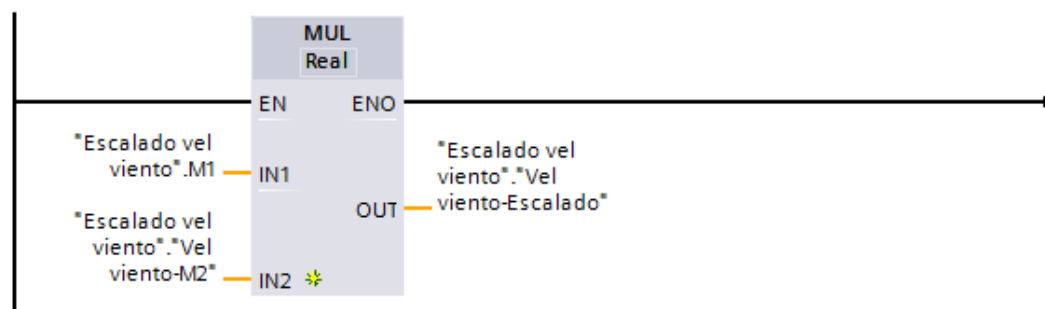 MUL
Real
EN ENO
"Escalado vel
viento".M1
IN1
"Escalado vel
viento"."Vel
viento-Escalado"
OUT
"Escalado vel
viento"."Vel
viento-M2"
IN2